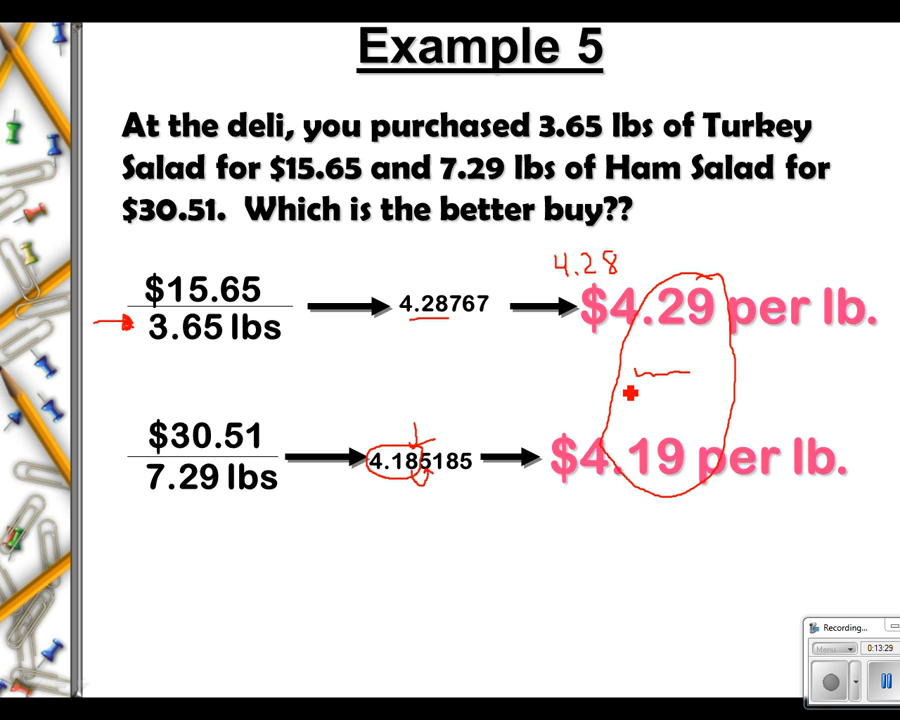 Example 5
At the deli, you purchased 3.65 lbs of Turkey
Salad for $15.65 and 7.29 lbs of Ham Salad for
$30.51. Which is the better buy??
4.28
$15.65
3.65 lbs
4.28767
$4.29 per lb.
$30.51
7.29 lbs
4.185185
$4.19 per lb.
Recording...
Menu
0:13:29